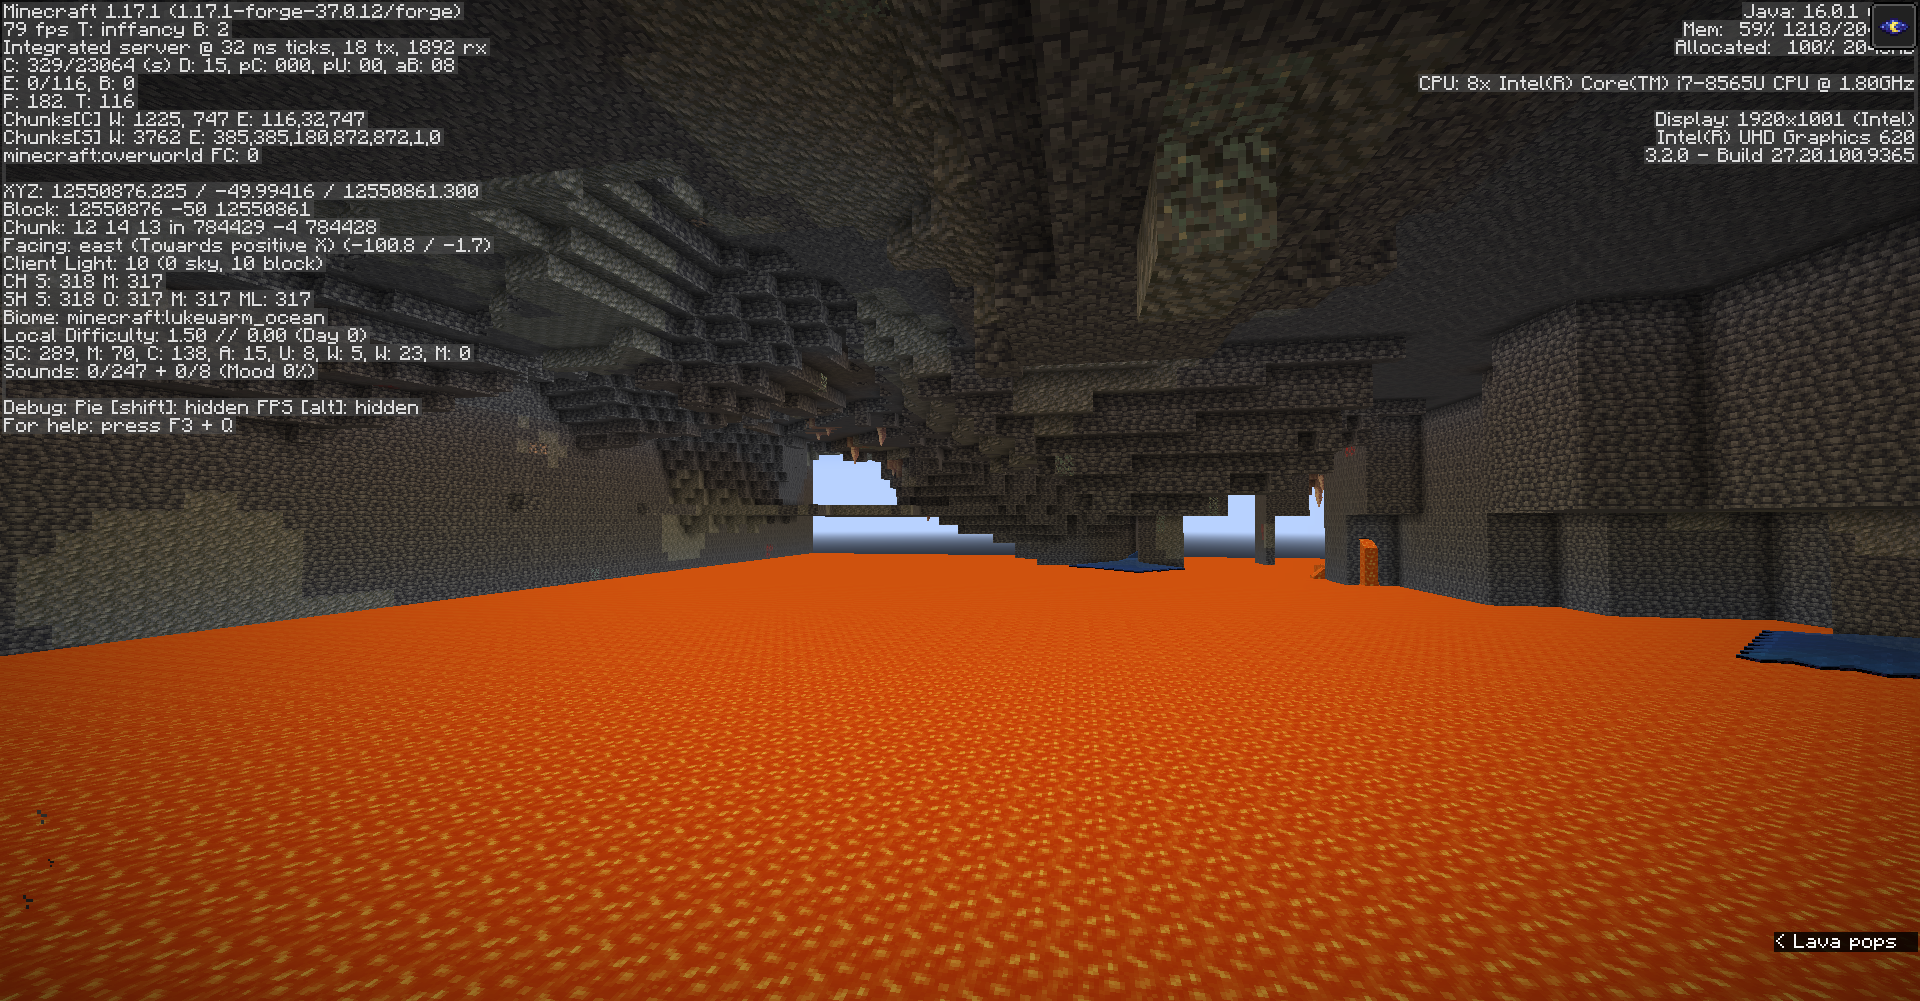 Minecraft 1.17.1 (1.17.1-forge-37.0.12/forge)
79 fps T: inffancy B: 2
Integrated server @ 32 ms ticks, 18 tx, 1892 rx
C: 329/23064 (s) D: 15, pC: 000, pU: 00, aB: 08
E: 0/116, B: 0
P: 182. T: 116
Chunks[C] W: 1225, 747 E: 116,32,747
Chunks[S] W: 3762 E: 385,385,180,872,872,1,0
minecraft:overworld FC: 0
XYZ: 12550876.225 / -49.99416 / 12550861.300
Block: 12550876 -50 12550861
Chunk: 12 14 13 in 784429 -4 784428
Facing: east (Towards positive X) (-100.8 / -1.7)
Client Light: 10 (0 sky, 10 block)
CH S: 318 M: 317
SH S: 318 O: 317 M: 317 ML: 317
Biome: minecraft:lukewarm_ocean
Local Difficulty: 1.50 // 0.00 (Day 0)
SC: 289, M: 70, C: 138, A: 15, U: 8, W: 5, W: 23, M: 0
Sounds: 0/247 + 0/8 (Mood 0%)
Debug: Pie [shift]: hidden FPS [alt]: hidden
For help: press F3 + Q
Java: 16.0.1
Mem: 59% 1218/20
Allocated: 100% 20
CPU: 8x Intel(R) Core(TM) i7-8565U CPU @ 1.80GHz
Display: 1920x1001 (Intel)
Intel(R) UHD Graphics 620
3.2.0 - Build 27.20.100.9365
< Lava pops